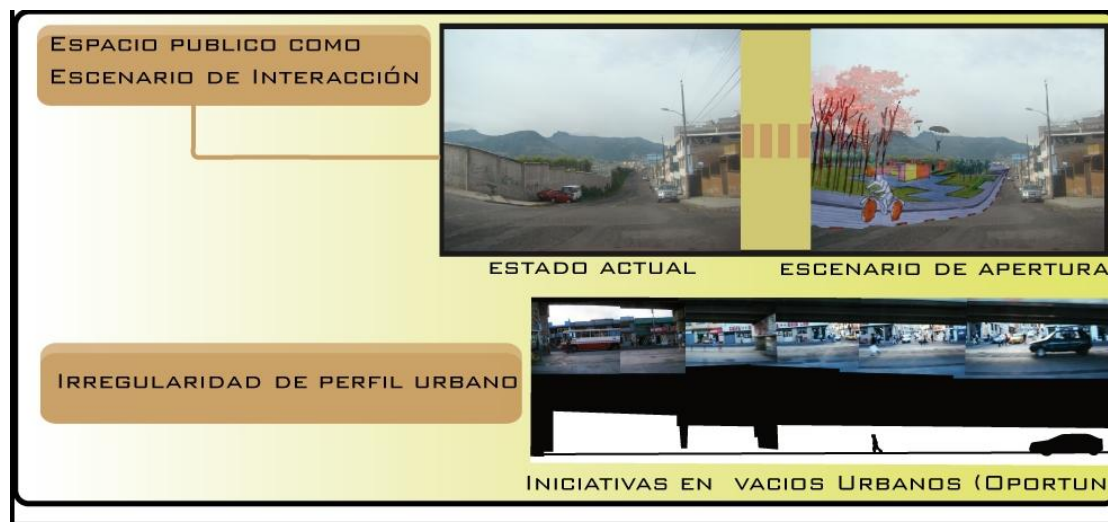 ESPACIO PUBLICO COMO
ESCENARIO DE INTERACCIÓN
ESTADO ACTUAL
ESCENARIO DE APERTURA
IRREGULARIDAD DE PERFIL URBANO
INICIATIVAS EN VACIOS URBANOS (OPORTUN